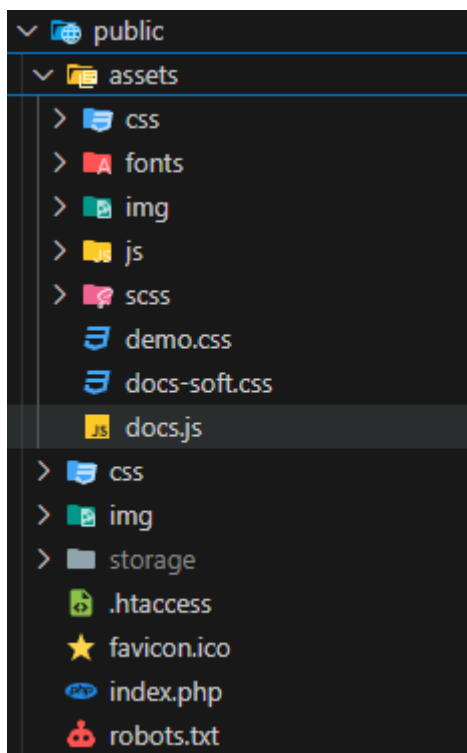 public
assets
css
fonts
img
js
scss
demo.css
docs-soft.css
docs.js
css
img
storage
.htaccess
favicon.ico
index.php
robots.txt